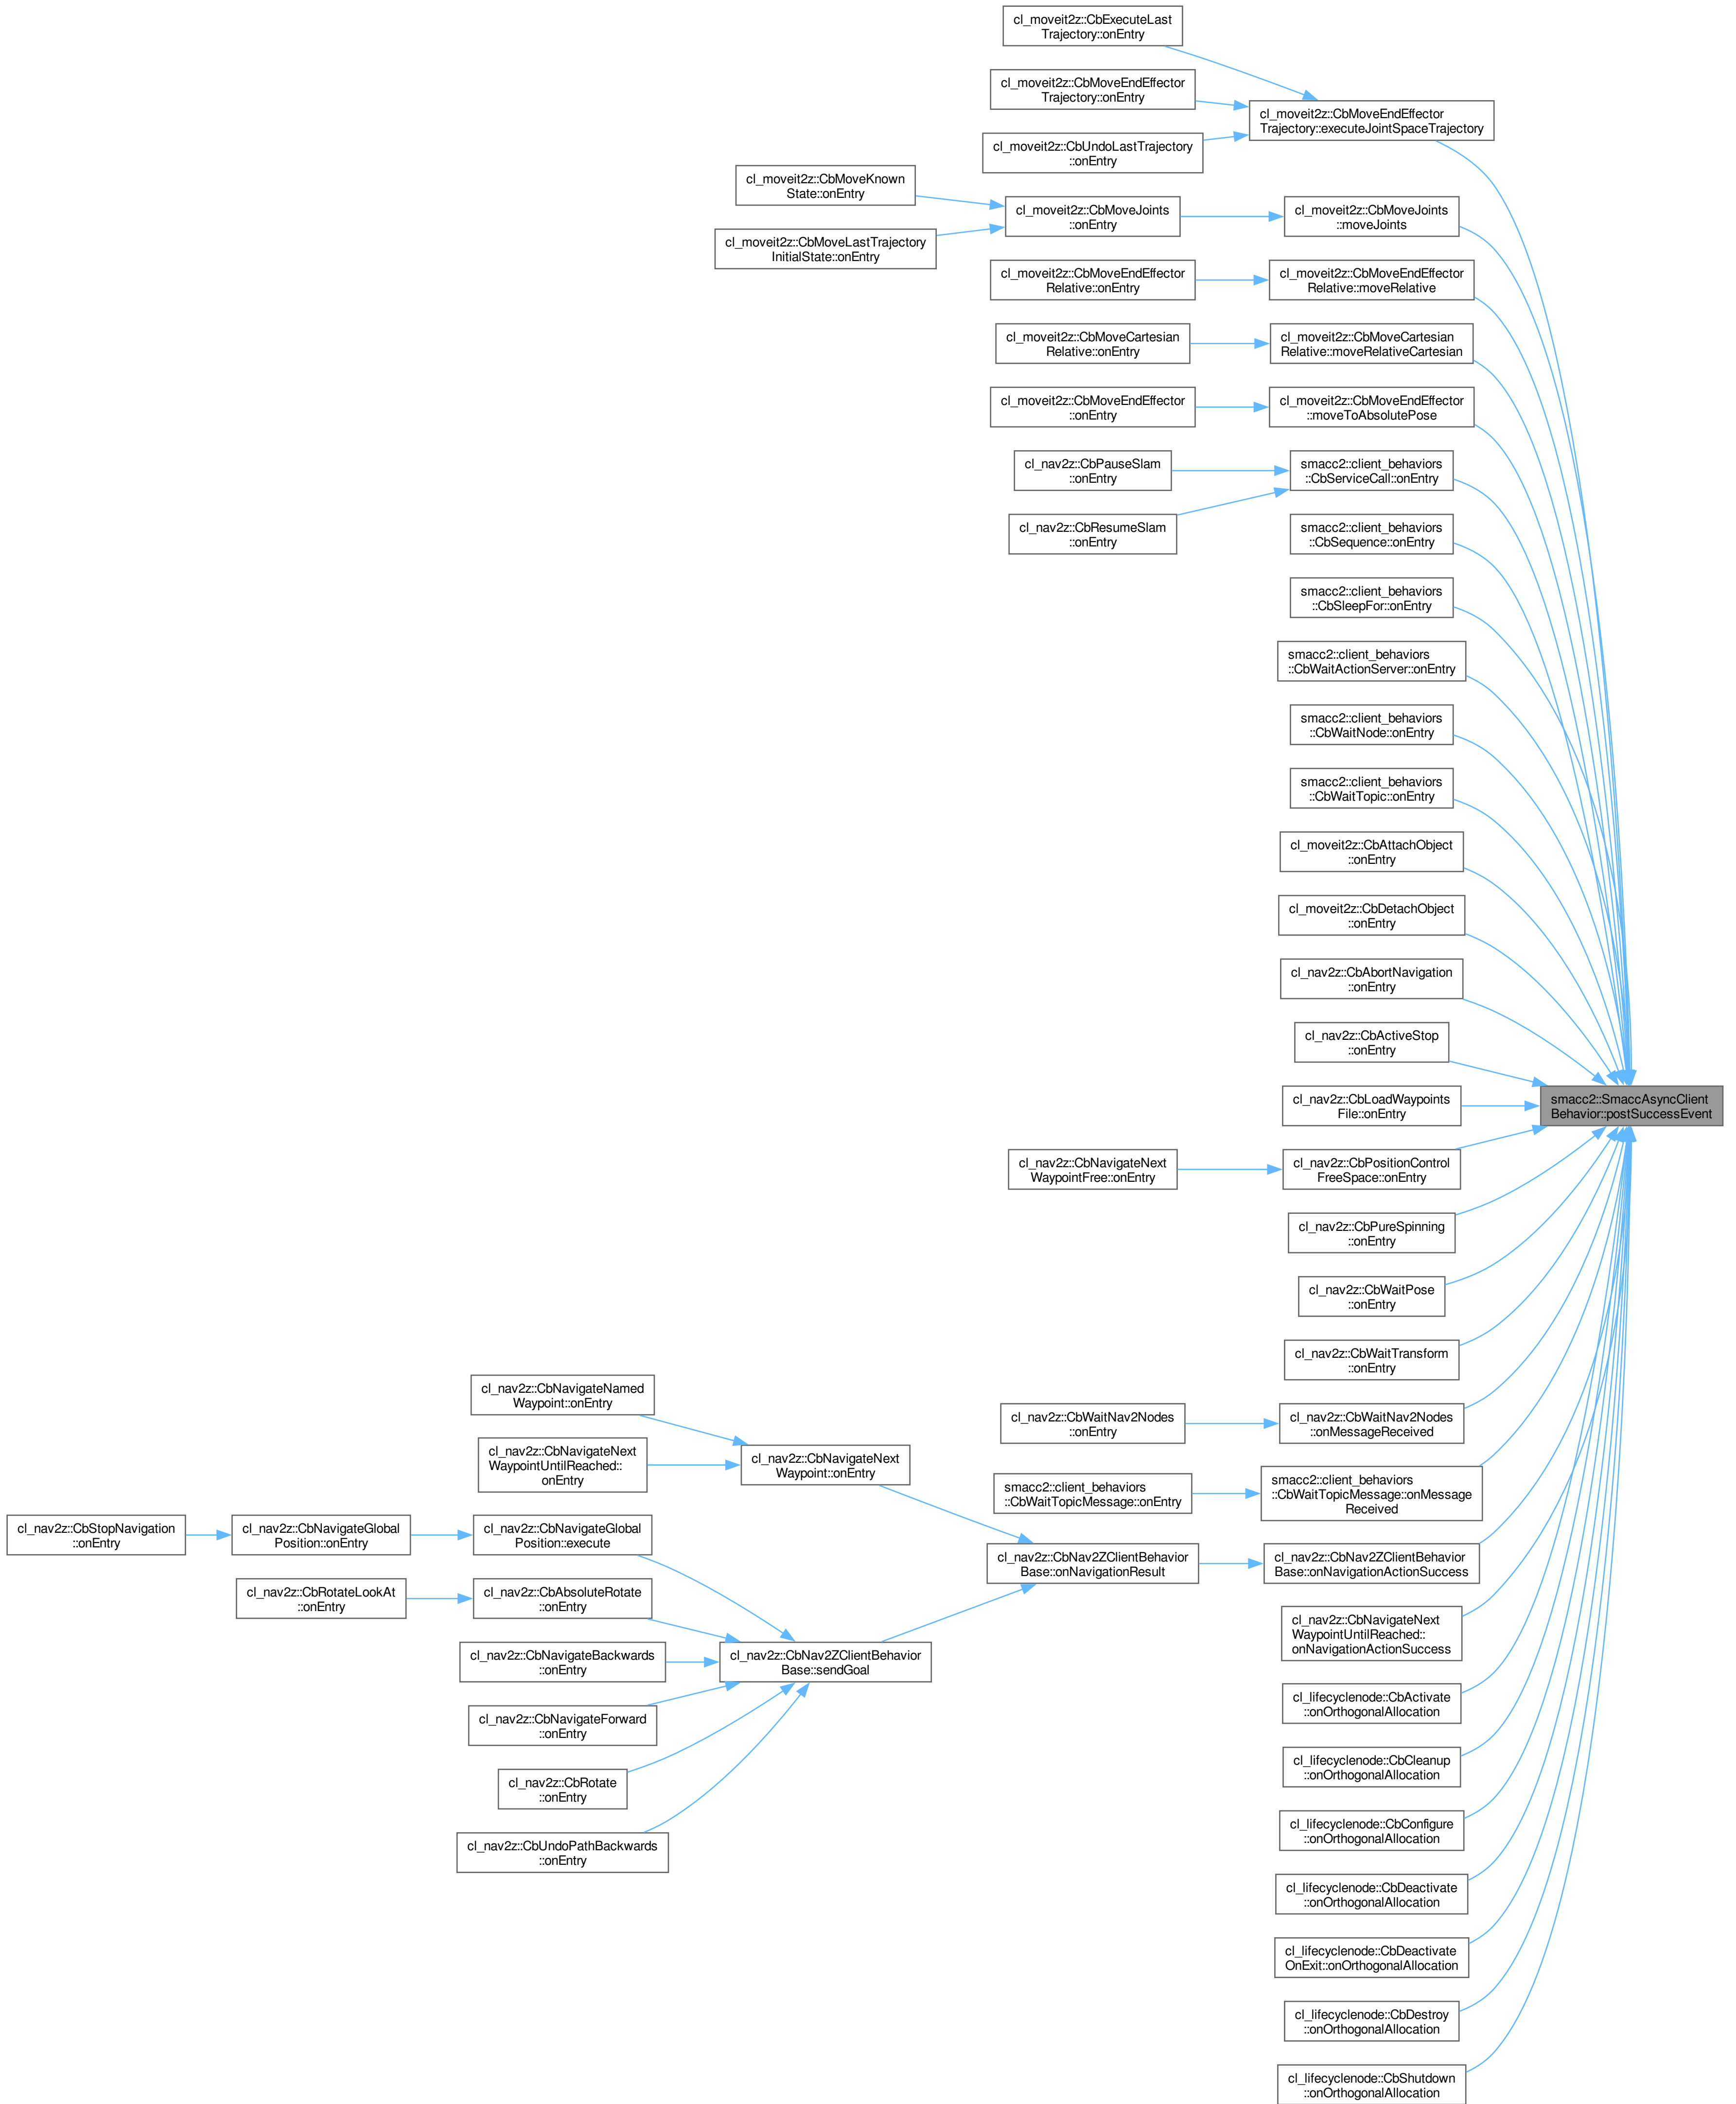 cl_moveit2z::CbExecuteLast
Trajectory::onEntry
cl_moveit2z::CbMoveEndEffector
Trajectory::onEntry
cl_moveit2z::CbMoveEndEffector
Trajectory::executeJointSpaceTrajectory
cl_moveit2z::CbUndoLastTrajectory
::onEntry
cl_moveit2z::CbMoveKnown
State::onEntry
cl_moveit2z::CbMoveJoints
::onEntry
cl_moveit2z::CbMoveJoints
::moveJoints
cl_moveit2z::CbMoveLastTrajectory
InitialState::onEntry
cl_moveit2z::CbMoveEndEffector
Relative::onEntry
cl_moveit2z::CbMoveEndEffector
Relative::moveRelative
cl_moveit2z::CbMoveCartesian
Relative::onEntry
cl_moveit2z::CbMoveCartesian
Relative::moveRelativeCartesian
cl_moveit2z::CbMoveEndEffector
::onEntry
cl_moveit2z::CbMoveEndEffector
::moveToAbsolutePose
cl_nav2z::CbPauseSlam
::onEntry
smacc2::client_behaviors
::CbServiceCall::onEntry
cl_nav2z::CbResumeSlam
::onEntry
smacc2::client_behaviors
::CbSequence::onEntry
smacc2::client_behaviors
::CbSleepFor::onEntry
smacc2::client_behaviors
::CbWaitActionServer::onEntry
smacc2::client_behaviors
::CbWaitNode::onEntry
smacc2::client_behaviors
::CbWaitTopic::onEntry
cl_moveit2z::CbAttachObject
::onEntry
cl_moveit2z::CbDetachObject
::onEntry
cl_nav2z::CbAbortNavigation
::onEntry
cl_nav2z::CbActiveStop
::onEntry
cl_nav2z::CbLoadWaypoints
File::onEntry
smacc2::SmaccAsyncClient
Behavior::postSuccessEvent
cl_nav2z::CbNavigateNext
WaypointFree::onEntry
cl_nav2z::CbPositionControl
FreeSpace::onEntry
cl_nav2z::CbPureSpinning
::onEntry
cl_nav2z::CbWaitPose
::onEntry
cl_nav2z::CbWaitTransform
::onEntry
cl_nav2z::CbNavigateNamed
Waypoint::onEntry
cl_nav2z::CbWaitNav2Nodes
::onEntry
cl_nav2z::CbWaitNav2Nodes
::onMessageReceived
cl_nav2z::CbNavigateNext
WaypointUntilReached::
onEntry
cl_nav2z::CbNavigateNext
Waypoint::onEntry
smacc2::client_behaviors
::CbWaitTopicMessage::onEntry
smacc2::client_behaviors
::CbWaitTopicMessage::onMessage
Received
cl_nav2z::CbStopNavigation
::onEntry
cl_nav2z::CbNavigateGlobal
Position::onEntry
cl_nav2z::CbNavigateGlobal
Position::execute
cl_nav2z::CbNav2ZClientBehavior
Base::onNavigationResult
cl_nav2z::CbNav2ZClientBehavior
Base::onNavigationActionSuccess
cl_nav2z::CbRotateLookAt
::onEntry
cl_nav2z::CbAbsoluteRotate
::onEntry
cl_nav2z::CbNavigateNext
WaypointUntilReached::
onNavigationActionSuccess
cl_nav2z::CbNavigateBackwards
::onEntry
cl_nav2z::CbNav2ZClientBehavior
Base::sendGoal
cl_lifecyclenode::CbActivate
::onOrthogonalAllocation
cl_nav2z::CbNavigateForward
::onEntry
cl_lifecyclenode::CbCleanup
::onOrthogonalAllocation
cl_nav2z::CbRotate
::onEntry
cl_lifecyclenode::CbConfigure
::onOrthogonalAllocation
cl_nav2z::CbUndoPathBackwards
::onEntry
cl_lifecyclenode::CbDeactivate
::onOrthogonalAllocation
cl_lifecyclenode::CbDeactivate
OnExit::onOrthogonalAllocation
cl_lifecyclenode::CbDestroy
::onOrthogonalAllocation
cl_lifecyclenode::CbShutdown
::onOrthogonalAllocation